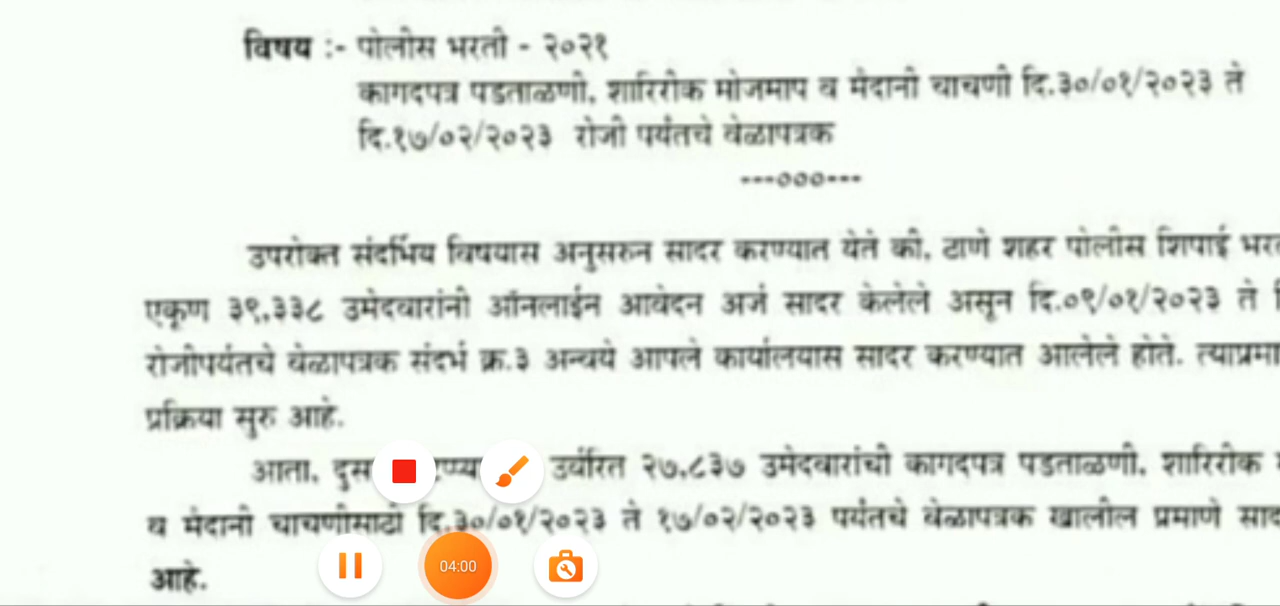 विषय :- पोलीस भरती - २०२१
कागदपत्र पडताळणी, शारिरीक मोजमाप व मैदानी चाचणी दि.३०/०१/२०२३ ते
दि.१७/०२/२०२३ रोजी पर्यंतचे वेळापत्रक
---०००---
उपरोक्त संदर्भिय विषयास अनुसरुन सादर करण्यात येते की, ठाणे शहर पोलीस शिपाई
एकूण ३९,३३८ उमेदवारांनी ऑनलाईन आवेदन अर्ज सादर केलेले असून दि.०९/०१/२०२३ ते
रोजीपर्यंतचे वेळापत्रक संदर्भ क्र.३ अन्वये आपले कार्यालयास सादर करण्यात आलेले होते.
प्रक्रिया सुरु आहे.
आता, उर्वरित २७,८३७ उमेदवारांची कागदपत्र पडताळणी, शारिरीक
व मैदानी चाचणीसाठी दि.३०/०१/२०२३ ते १७/०२/२०२३ पर्यंतचे वेळापत्रक खालील प्रमाणे
आहे.
04:00